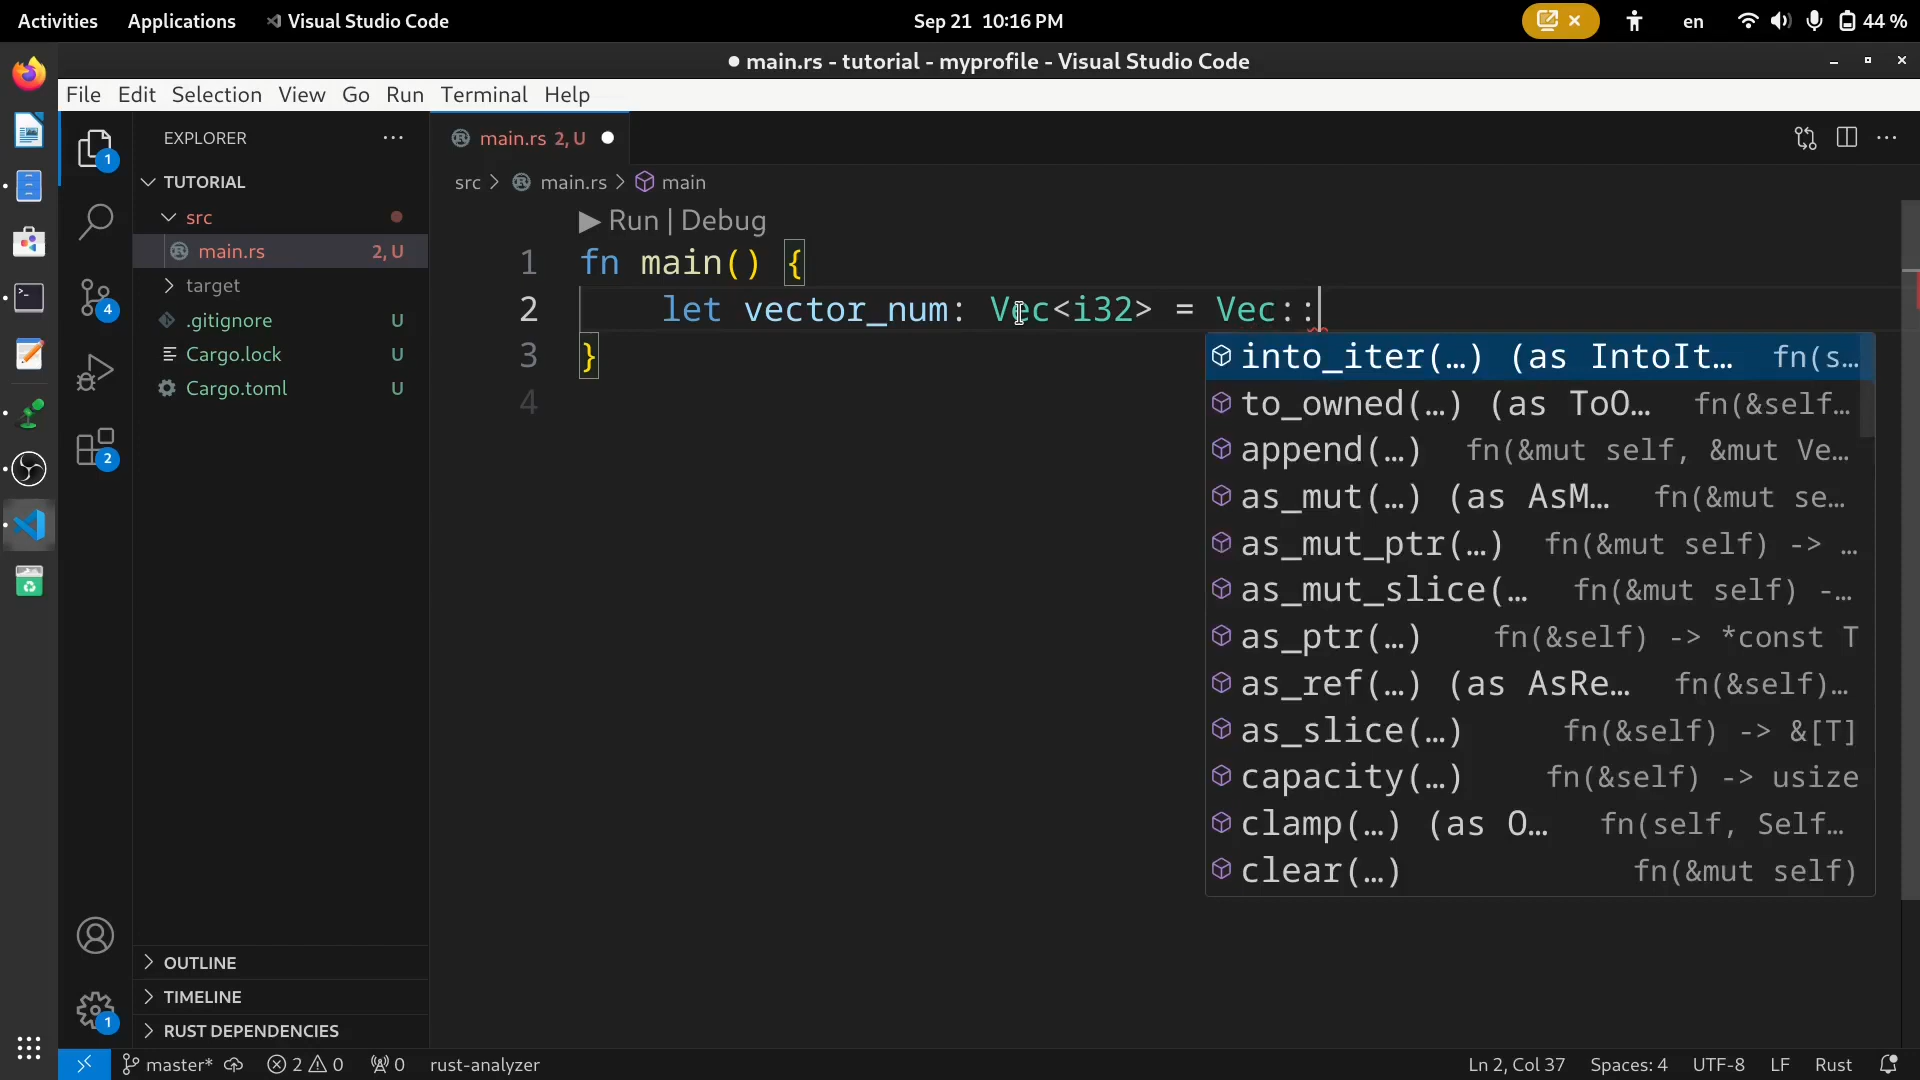 Activities Applications Visual Studio Code Sep 21 10:16 PM en 44 %
main.rs - tutorial - myprofile - Visual Studio Code
File Edit Selection View Go Run Terminal Help
EXPLORER
TUTORIAL
src
main.rs 2, U
target
.gitignore U
Cargo.lock U
Cargo.toml U
OUTLINE
TIMELINE
RUST DEPENDENCIES
1
4
2
1
main.rs 2, U
src > main.rs > main
Run | Debug
1 fn main() {
2 let vector_num: Vec<i32> = Vec::
3 }
4
into_iter(…) (as IntoIt… fn(s…
to_owned(…) (as ToO… fn(&self…
append(…) fn(&mut self, &mut Ve…
as_mut(…) (as AsM… fn(&mut se…
as_mut_ptr(…) fn(&mut self) -> …
as_mut_slice(… fn(&mut self) -…
as_ptr(…) fn(&self) -> *const T
as_ref(…) (as AsRe… fn(&self)…
as_slice(…) fn(&self) -> &[T]
capacity(…) fn(&self) -> usize
clamp(…) (as O… fn(self, Self…
clear(…) fn(&mut self)
master* 2 0 0 rust-analyzer Ln 2, Col 37 Spaces: 4 UTF-8 LF Rust